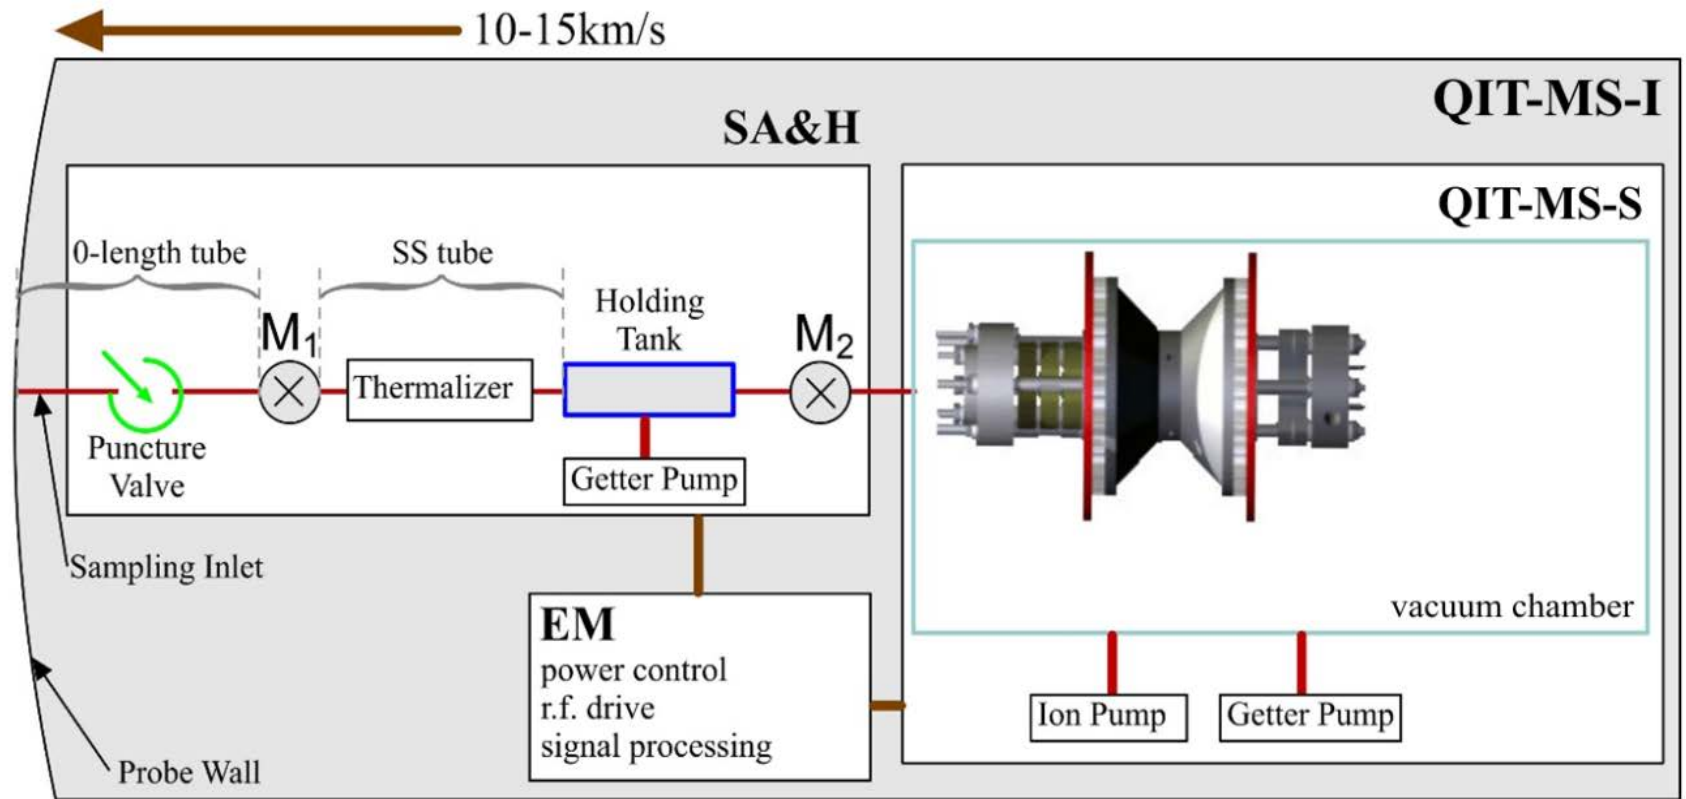 10-15km/s
QIT-MS-I
SA&H
QIT-MS-S
0-length tube
SS tube
Holding
Tank
M1
M2
Thermalizer
Puncture
Valve
Getter Pump
Sampling Inlet
vacuum chamber
EM
power control
r.f. drive
signal processing
Ion Pump
Getter Pump
Probe Wall